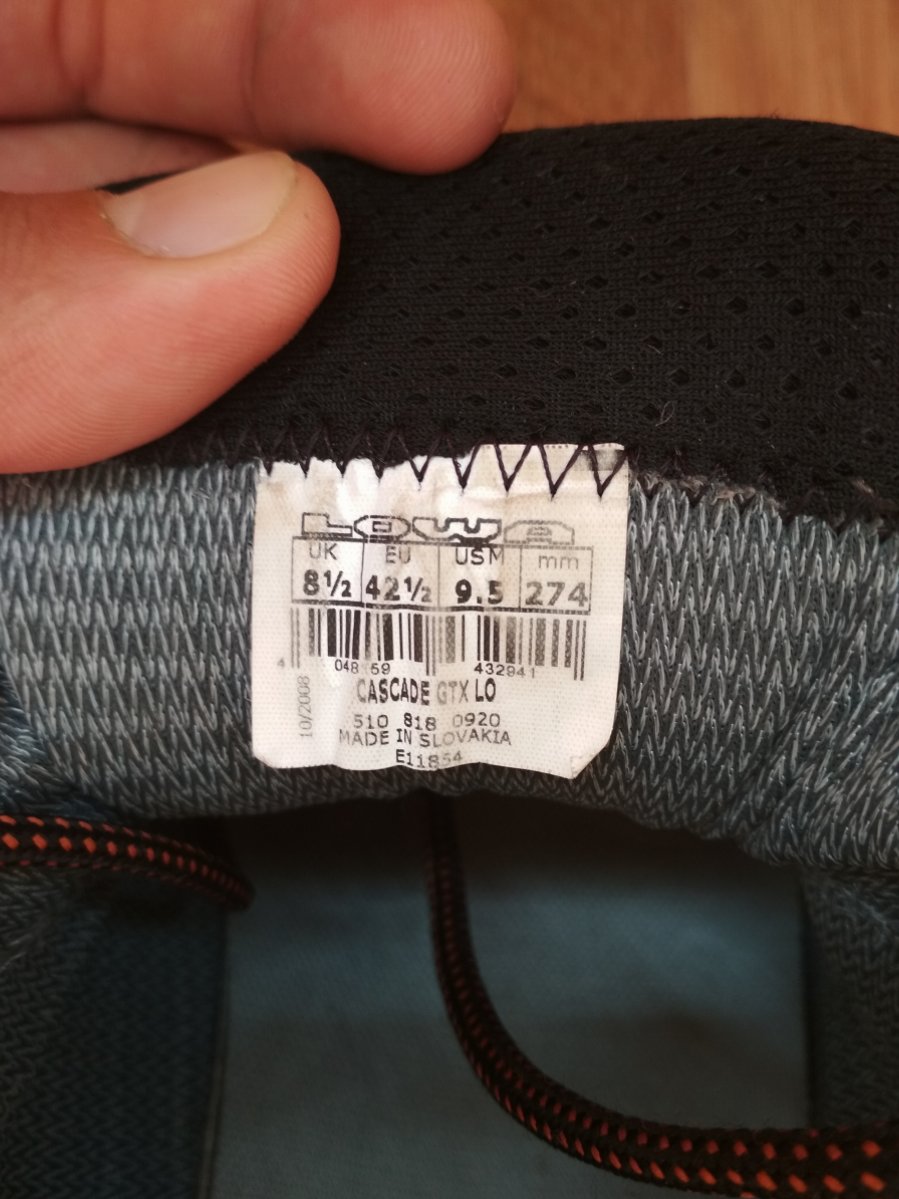 LOWA
UK EU USM mm
8½ 42½ 9.5 274
4 048 59 432941
CASCADE GTX LO
510 818 0920
MADE IN SLOVAKIA
E11854
10/2008